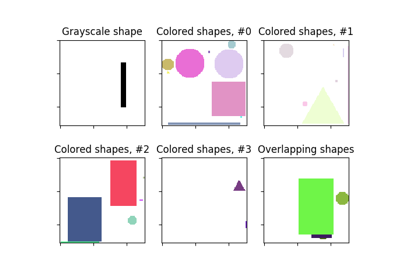 Grayscale shape
Colored shapes, #0
Colored shapes, #1
Colored shapes, #2
Colored shapes, #3
Overlapping shapes